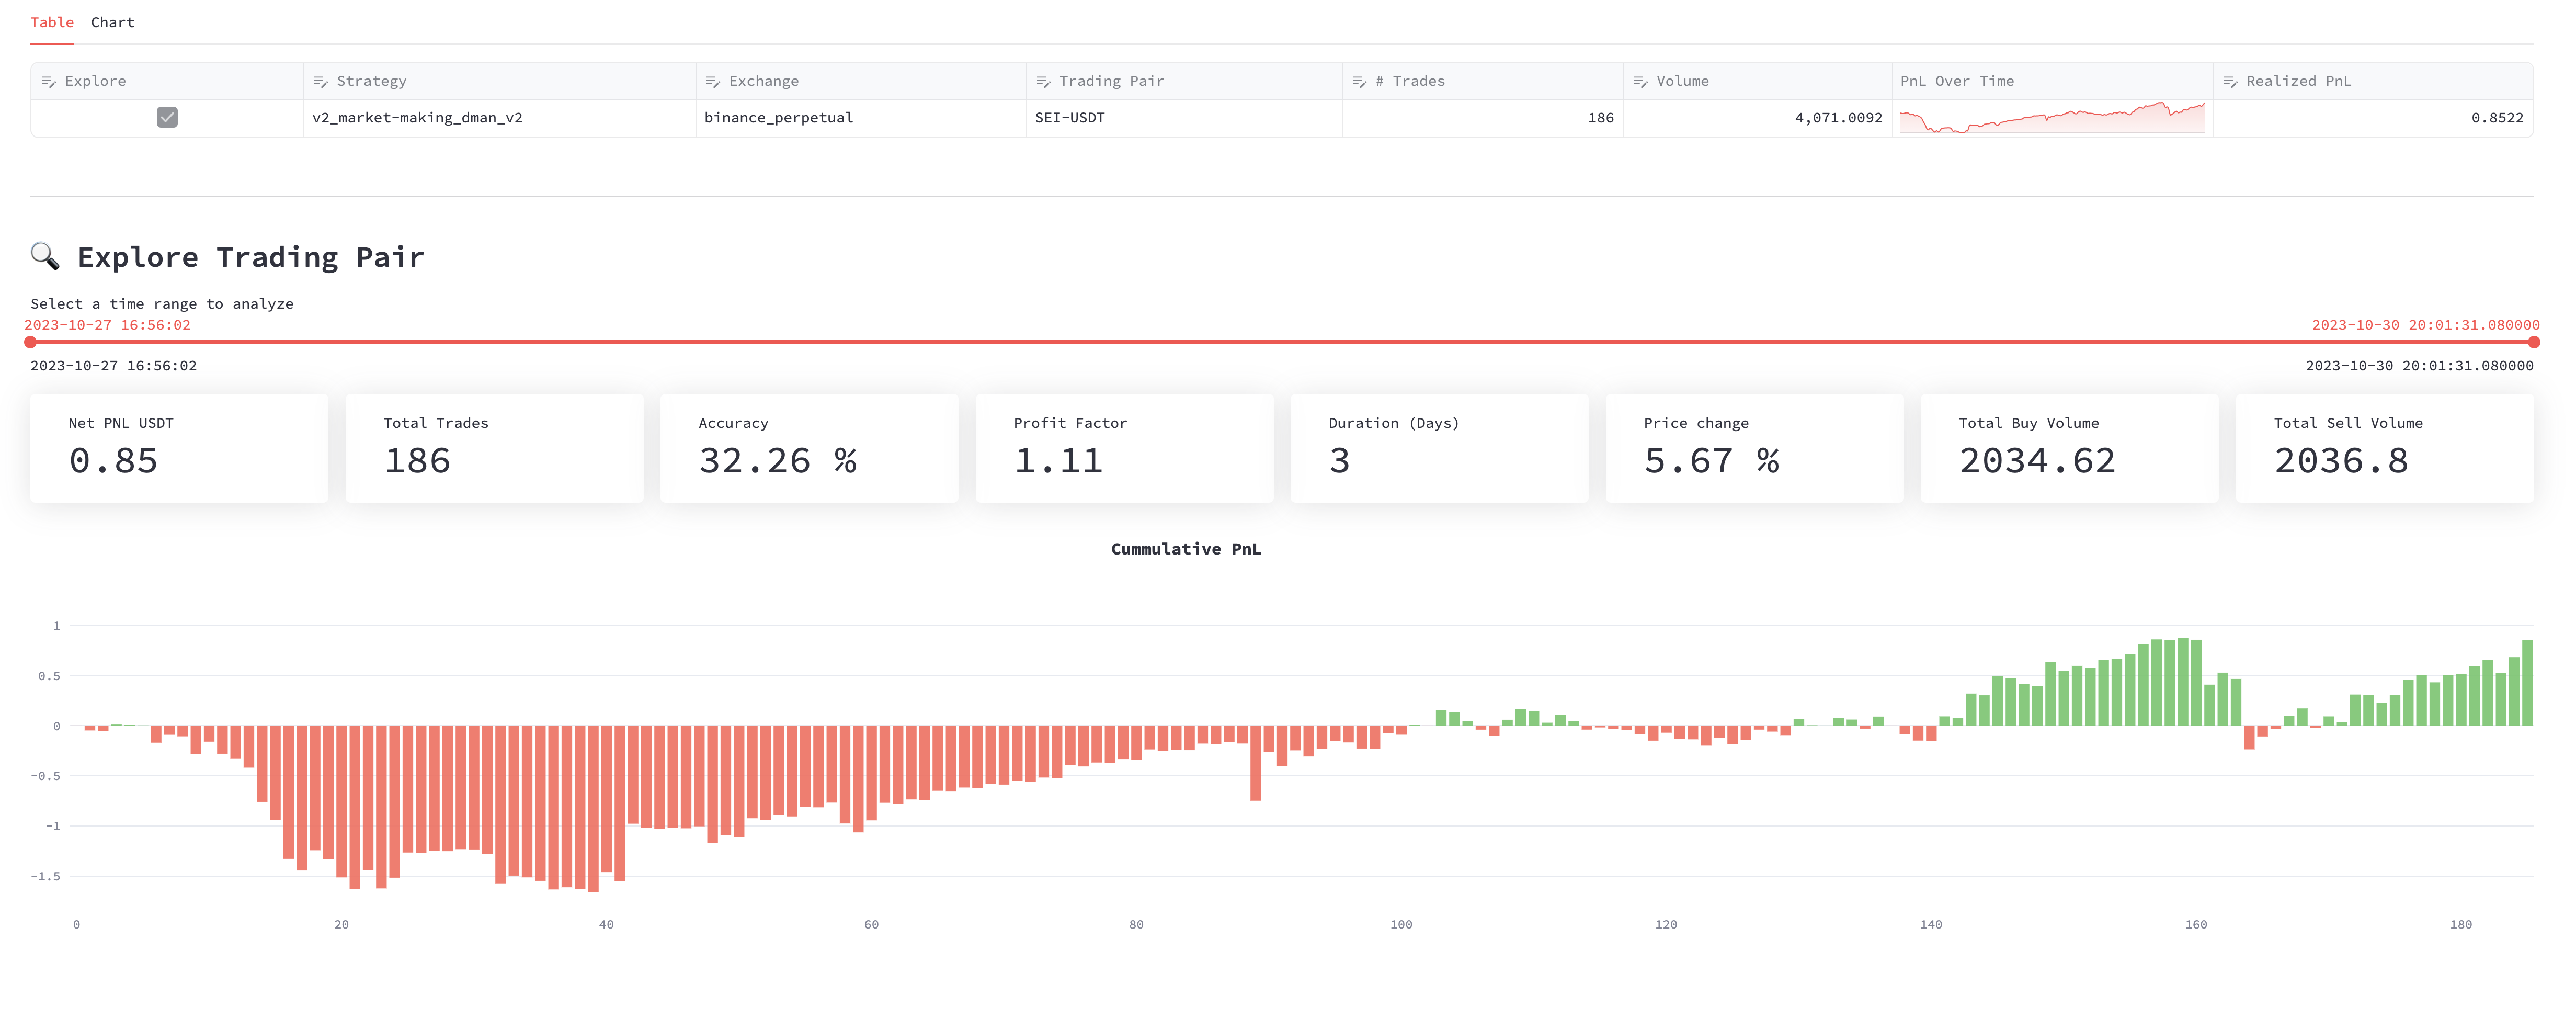 Table Chart
Explore Strategy Exchange Trading Pair # Trades Volume PnL Over Time Realized PnL
v2_market-making_dman_v2 binance_perpetual SEI-USDT 186 4,071.0092 0.8522
Explore Trading Pair
Select a time range to analyze
2023-10-27 16:56:02 2023-10-30 20:01:31.080000
2023-10-27 16:56:02 2023-10-30 20:01:31.080000
Net PNL USDT Total Trades Accuracy Profit Factor Duration (Days) Price change Total Buy Volume Total Sell Volume
0.85 186 32.26 % 1.11 3 5.67 % 2034.62 2036.8
Cummulative PnL
1
0.5
0
−0.5
−1
−1.5
0 20 40 60 80 100 120 140 160 180